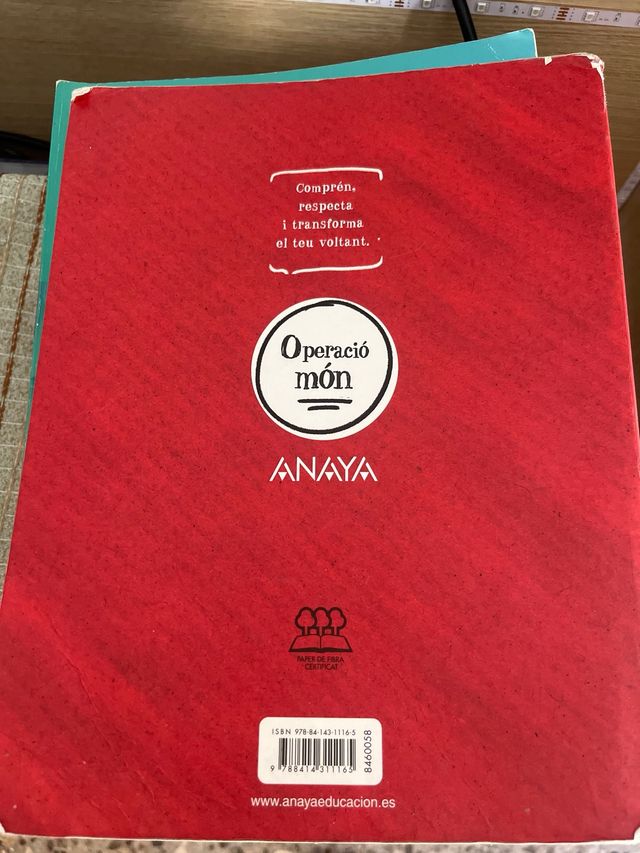 Comprén,
respecta
i transforma
el teu voltant.
Operació
món
ANAYA
PAPER DE FIBRA
CERTIFICAT
ISBN 978-84-143-1116-5
9 788414 311165
8460058
www.anayaeducacion.es